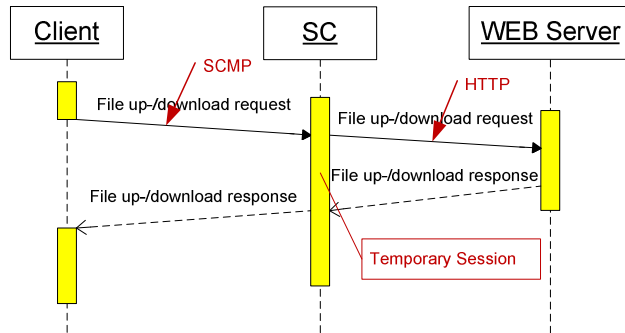 Client
SC
WEB Server
SCMP
HTTP
File up-/download request
File up-/download request
File up-/download response
File up-/download response
Temporary Session